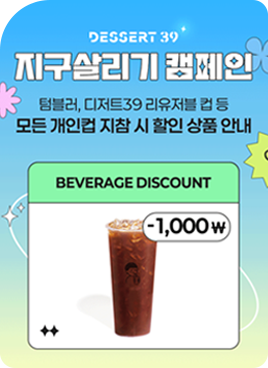 DESSERT 39
지구살리기 캠페인
텀블러, 디저트39 리유저블 컵 등
모든 개인컵 지참 시 할인 상품 안내
BEVERAGE DISCOUNT
-1,000₩